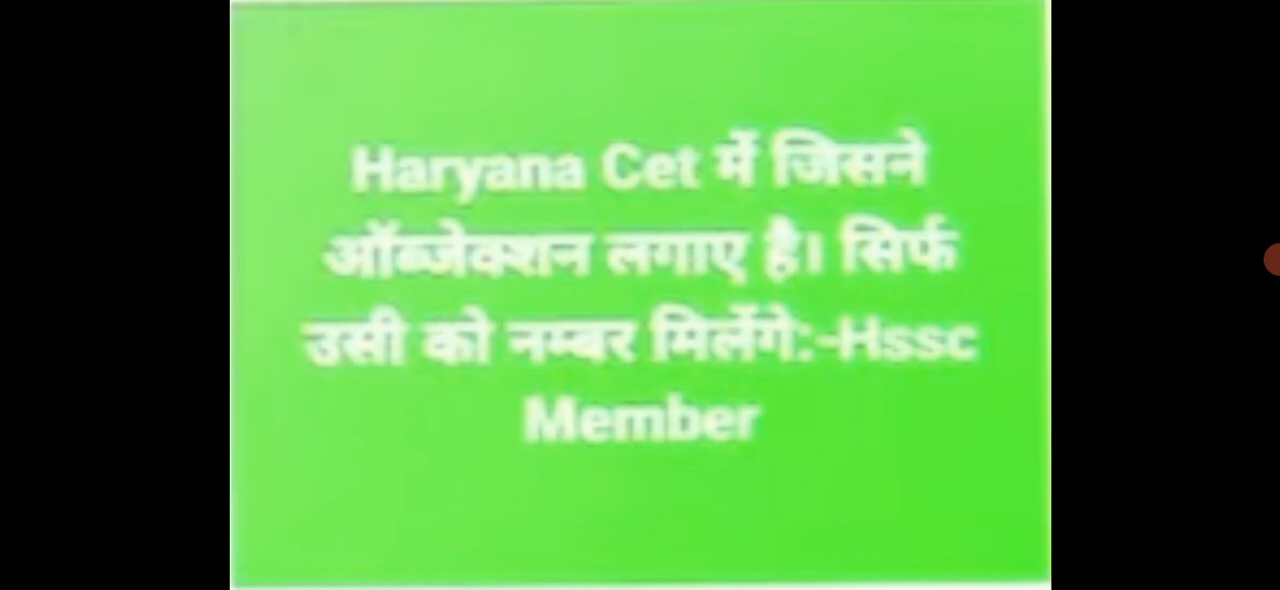 Haryana Cet में जिसने
ऑब्जेक्शन लगाए है। सिर्फ
उसी को नम्बर मिलेंगे:-Hssc
Member